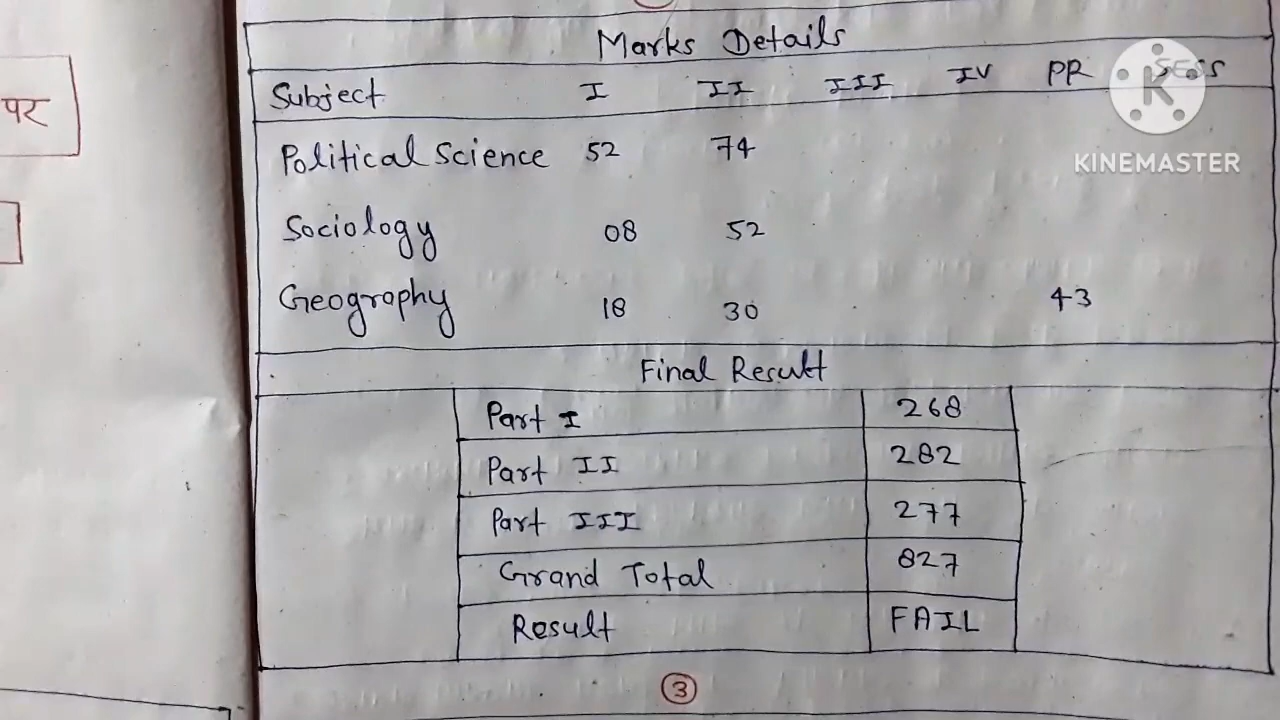 Marks Details
Subject I II III IV PR SESS
पर
Political Science 52 74
KINEMASTER
Sociology 08 52
Geography 18 30 43
Final Result
Part I 268
Part II 282
Part III 277
Grand Total 827
Result FAIL
3